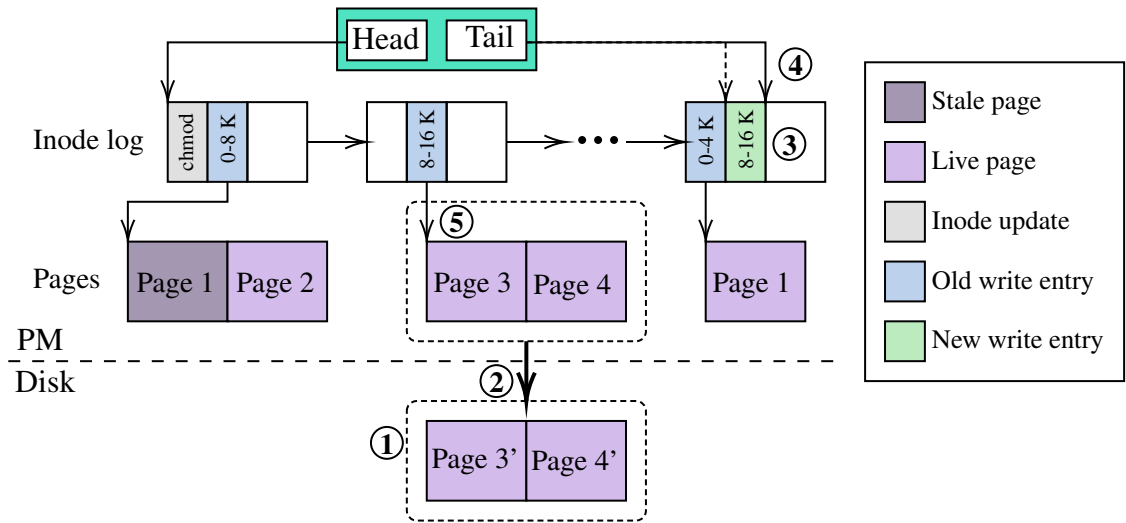 Head Tail
④
Inode log
chmod
0-8 K
8-16 K
•••
0-4 K
8-16 K
③
⑤
Pages
Page 1 Page 2
Page 3 Page 4
Page 1
PM
Disk
②
①
Page 3’ Page 4’
Stale page
Live page
Inode update
Old write entry
New write entry